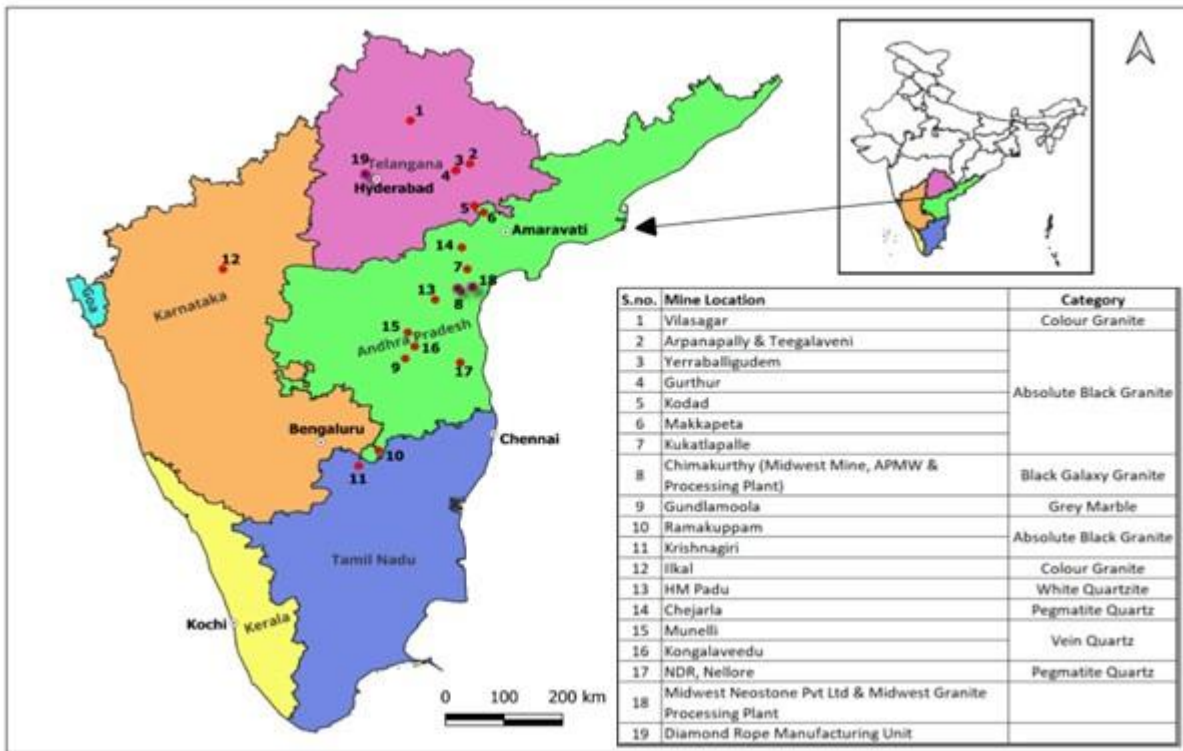 1
2
3
4
19
Telangana
Hyderabad
5
6
Amaravati
14
7
12
18
8
13
Goa
Karnataka
15
Andhra Pradesh
16
9
17
Bengaluru
Chennai
10
11
Tamil Nadu
Kochi
Kerala
0 100 200 km
S.no. Mine Location Category
1 Vilasagar Colour Granite
2 Arpanapally & Teegalaveni
3 Yerraballigudem
4 Gurthur
Absolute Black Granite
5 Kodad
6 Makkapeta
7 Kukatlapalle
8 Chimakurthy (Midwest Mine, APMW &
Processing Plant) Black Galaxy Granite
9 Gundlamoola Grey Marble
10 Ramakuppam
Absolute Black Granite
11 Krishnagiri
12 Ilkal Colour Granite
13 HM Padu White Quartzite
14 Chejarla Pegmatite Quartz
15 Munelli
Vein Quartz
16 Kongalaveedu
17 NDR, Nellore Pegmatite Quartz
18 Midwest Neostone Pvt Ltd & Midwest Granite
Processing Plant
19 Diamond Rope Manufacturing Unit